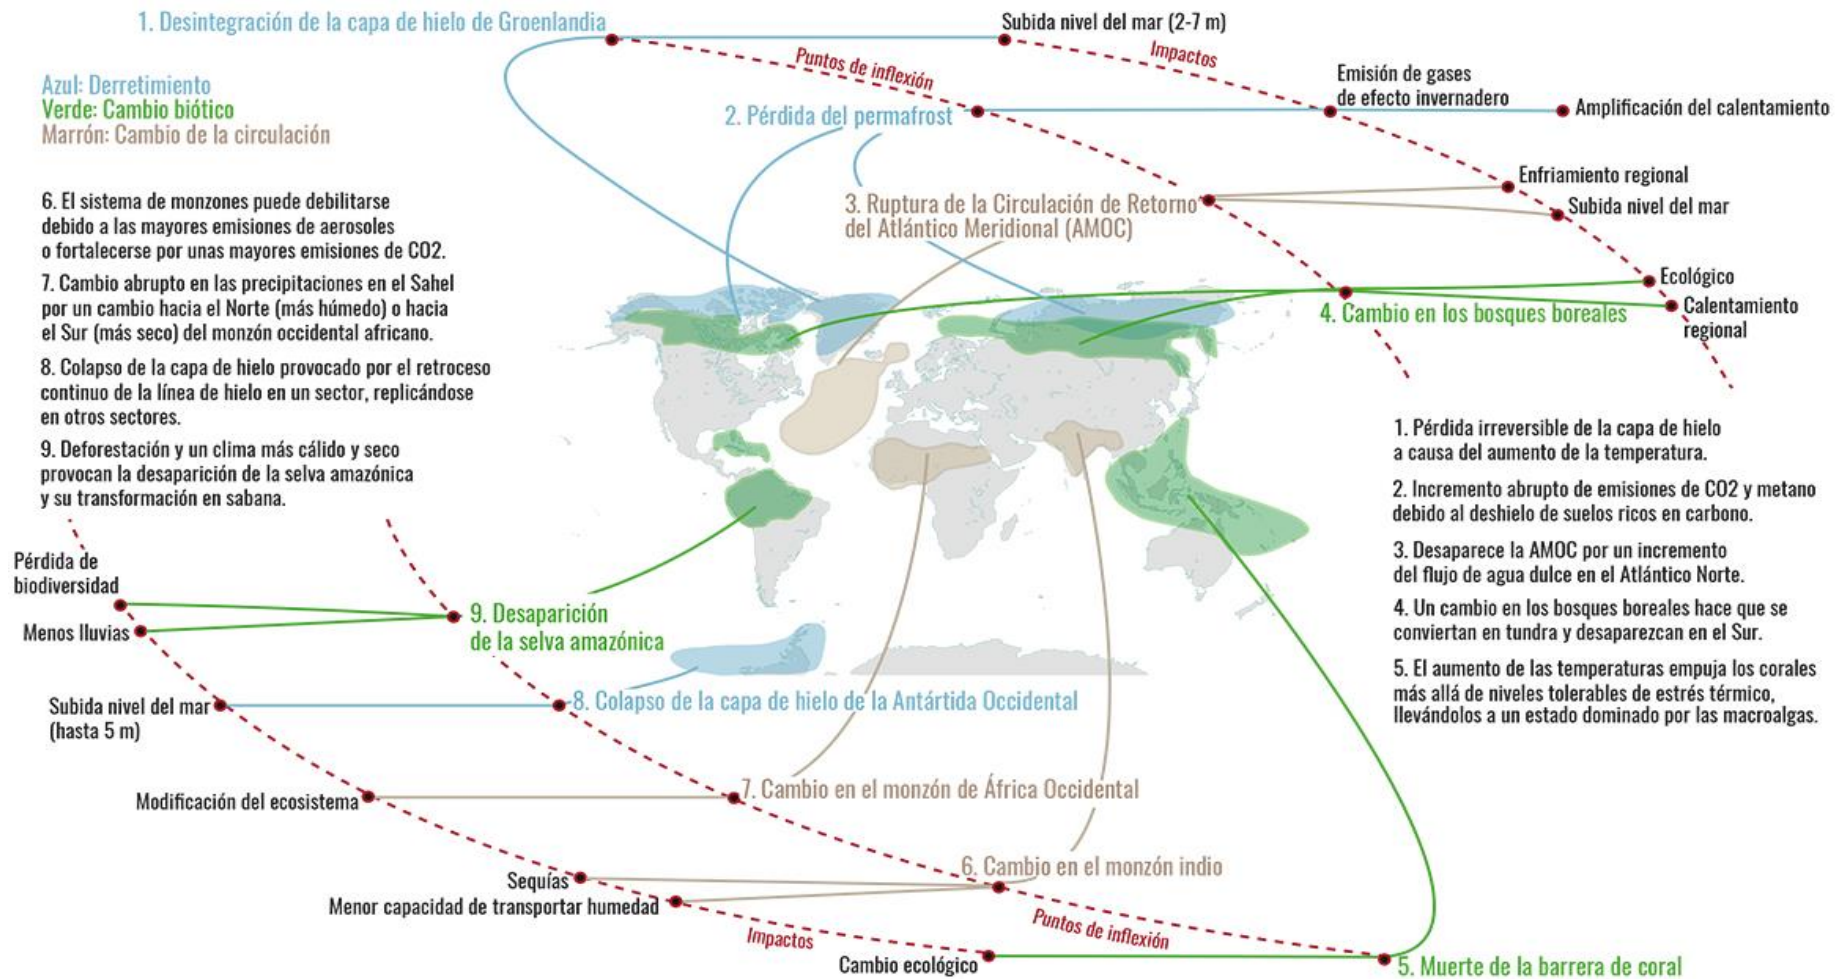 1. Desintegración de la capa de hielo de Groenlandia
Subida nivel del mar (2-7 m)
Puntos de inflexión
Impactos
Azul: Derretimiento
Verde: Cambio biótico
Marrón: Cambio de la circulación
2. Pérdida del permafrost
Emisión de gases
de efecto invernadero
Amplificación del calentamiento
3. Ruptura de la Circulación de Retorno
del Atlántico Meridional (AMOC)
Enfriamiento regional
Subida nivel del mar
Ecológico
4. Cambio en los bosques boreales
Calentamiento
regional
6. El sistema de monzones puede debilitarse
debido a las mayores emisiones de aerosoles
o fortalecerse por unas mayores emisiones de CO2.
7. Cambio abrupto en las precipitaciones en el Sahel
por un cambio hacia el Norte (más húmedo) o hacia
el Sur (más seco) del monzón occidental africano.
8. Colapso de la capa de hielo provocado por el retroceso
continuo de la línea de hielo en un sector, replicándose
en otros sectores.
9. Deforestación y un clima más cálido y seco
provocan la desaparición de la selva amazónica
y su transformación en sabana.
1. Pérdida irreversible de la capa de hielo
a causa del aumento de la temperatura.
2. Incremento abrupto de emisiones de CO2 y metano
debido al deshielo de suelos ricos en carbono.
3. Desaparece la AMOC por un incremento
del flujo de agua dulce en el Atlántico Norte.
4. Un cambio en los bosques boreales hace que se
conviertan en tundra y desaparezcan en el Sur.
5. El aumento de las temperaturas empuja los corales
más allá de niveles tolerables de estrés térmico,
llevándolos a un estado dominado por las macroalgas.
Pérdida de
biodiversidad
Menos lluvias
9. Desaparición
de la selva amazónica
Subida nivel del mar
(hasta 5 m)
8. Colapso de la capa de hielo de la Antártida Occidental
Modificación del ecosistema
7. Cambio en el monzón de África Occidental
Sequías
Menor capacidad de transportar humedad
6. Cambio en el monzón indio
Impactos
Puntos de inflexión
Cambio ecológico
5. Muerte de la barrera de coral